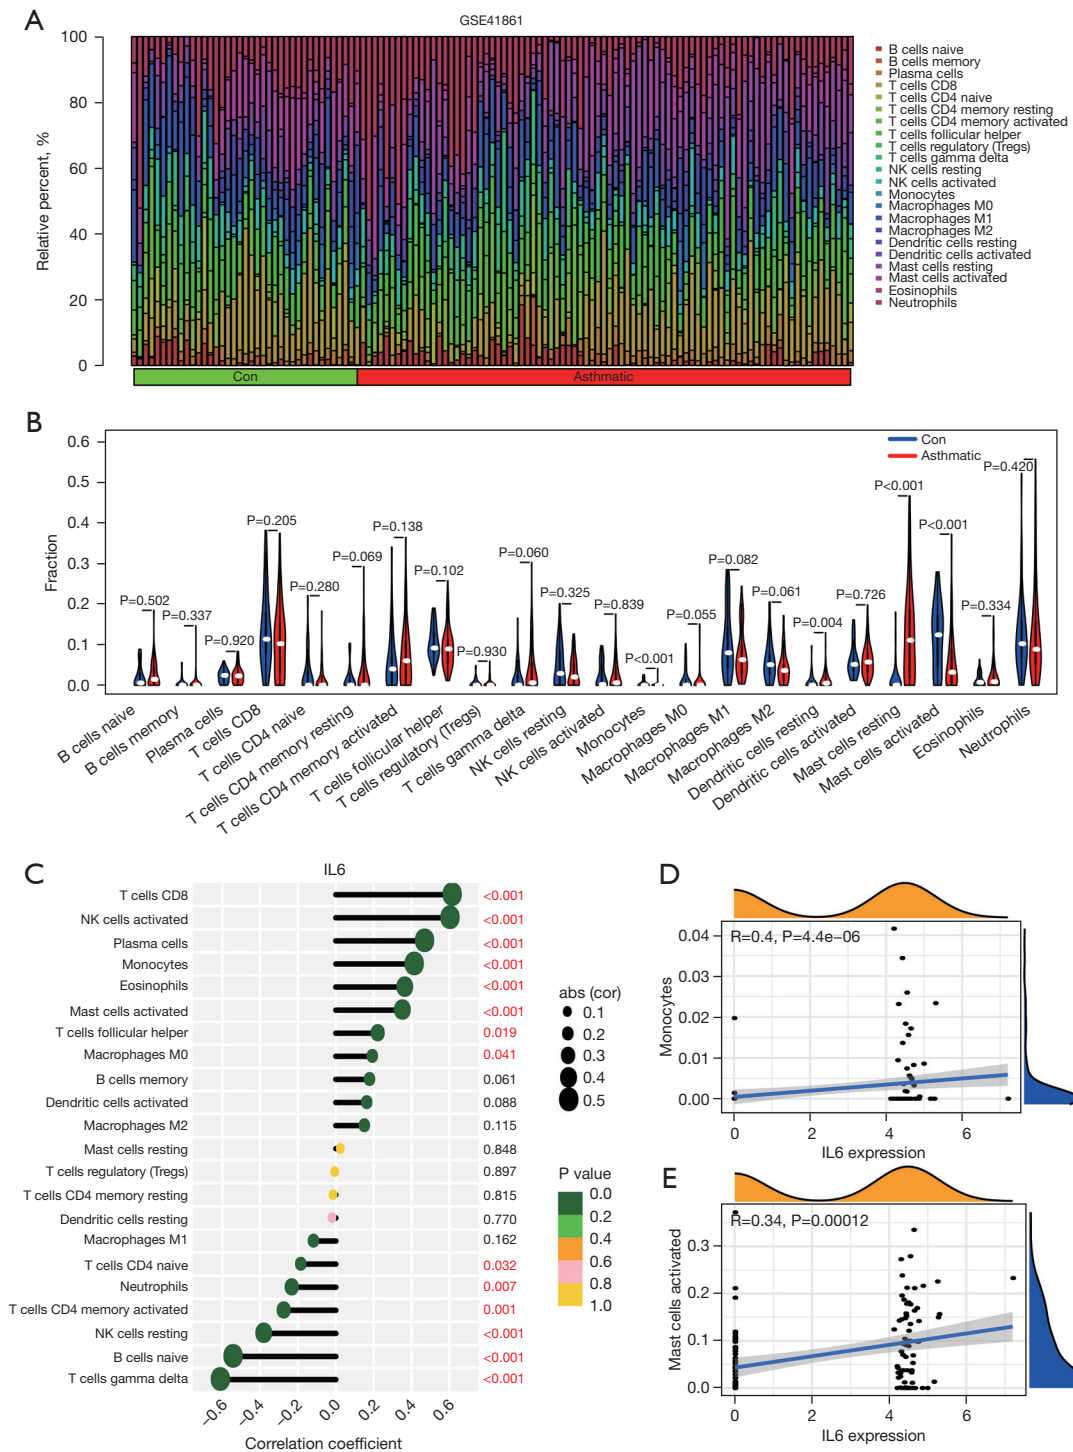 A
GSE41861
Relative percent, %
100
80
60
40
20
0
Con
Asthmatic
B cells naive
B cells memory
Plasma cells
T cells CD8
T cells CD4 naive
T cells CD4 memory resting
T cells CD4 memory activated
T cells follicular helper
T cells regulatory (Tregs)
T cells gamma delta
NK cells resting
NK cells activated
Monocytes
Macrophages M0
Macrophages M1
Macrophages M2
Dendritic cells resting
Dendritic cells activated
Mast cells resting
Mast cells activated
Eosinophils
Neutrophils
B
Fraction
0.6
0.5
0.4
0.3
0.2
0.1
0.0
Con
Asthmatic
P=0.502
P=0.337
P=0.920
P=0.205
P=0.280
P=0.069
P=0.138
P=0.102
P=0.930
P=0.060
P=0.325
P=0.839
P<0.001
P=0.055
P=0.082
P=0.061
P=0.004
P=0.726
P<0.001
P<0.001
P=0.334
P=0.420
B cells naive
B cells memory
Plasma cells
T cells CD8
T cells CD4 naive
T cells CD4 memory resting
T cells CD4 memory activated
T cells follicular helper
T cells regulatory (Tregs)
T cells gamma delta
NK cells resting
NK cells activated
Monocytes
Macrophages M0
Macrophages M1
Macrophages M2
Dendritic cells resting
Dendritic cells activated
Mast cells resting
Mast cells activated
Eosinophils
Neutrophils
C
IL6
T cells CD8 <0.001
NK cells activated <0.001
Plasma cells <0.001
Monocytes <0.001
Eosinophils <0.001
Mast cells activated <0.001
T cells follicular helper 0.019
Macrophages M0 0.041
B cells memory 0.061
Dendritic cells activated 0.088
Macrophages M2 0.115
Mast cells resting 0.848
T cells regulatory (Tregs) 0.897
T cells CD4 memory resting 0.815
Dendritic cells resting 0.770
Macrophages M1 0.162
T cells CD4 naive 0.032
Neutrophils 0.007
T cells CD4 memory activated 0.001
NK cells resting <0.001
B cells naive <0.001
T cells gamma delta <0.001
−0.6 −0.4 −0.2 0.0 0.2 0.4 0.6
Correlation coefficient
abs (cor)
0.1
0.2
0.3
0.4
0.5
P value
0.0
0.2
0.4
0.6
0.8
1.0
D
R=0.4, P=4.4e−06
Monocytes
0.04
0.03
0.02
0.01
0.00
0 2 4 6
IL6 expression
E
R=0.34, P=0.00012
Mast cells activated
0.3
0.2
0.1
0.0
0 2 4 6
IL6 expression